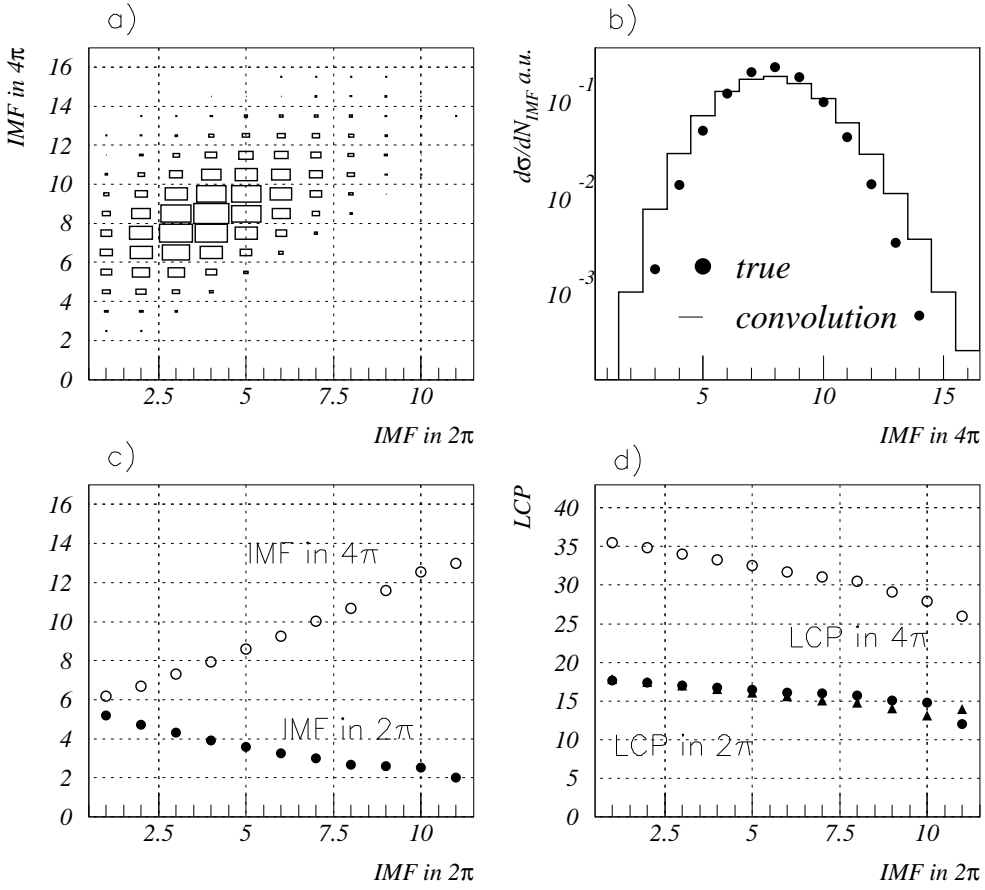 a)
IMF in 4π
16
14
12
10
8
6
4
2
0
2.5
5
7.5
10
IMF in 2π
b)
dσ/dN_IMF a.u.
10^-1
10^-2
10^-3
true
convolution
5
10
15
IMF in 4π
c)
16
14
12
10
8
6
4
2
0
IMF in 4π
IMF in 2π
2.5
5
7.5
10
IMF in 2π
d)
LCP
40
35
30
25
20
15
10
5
0
LCP in 4π
LCP in 2π
2.5
5
7.5
10
IMF in 2π